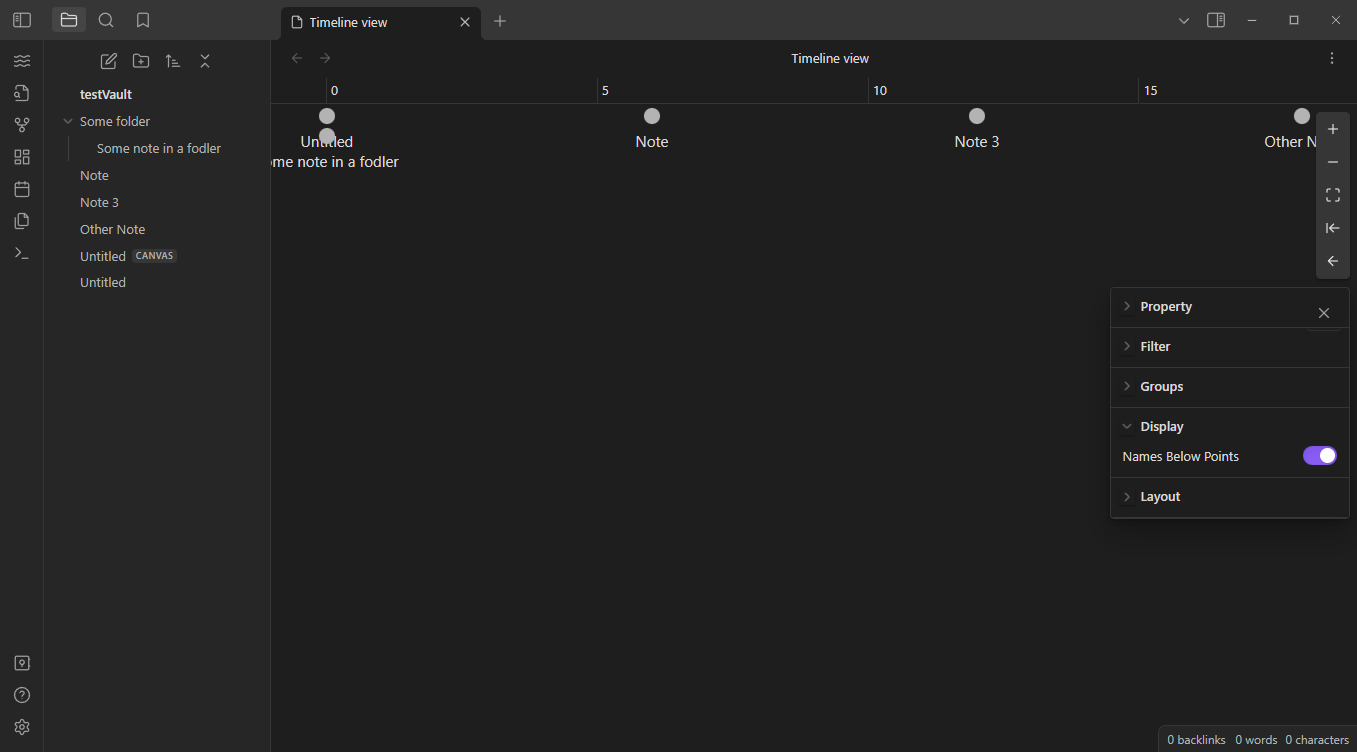 Timeline view
Timeline view
testVault
Some folder
Some note in a fodler
Note
Note 3
Other Note
Untitled CANVAS
Untitled
0 5 10 15
Untitled Note Note 3 Other N
ome note in a fodler
Property
Filter
Groups
Display
Names Below Points
Layout
0 backlinks 0 words 0 characters